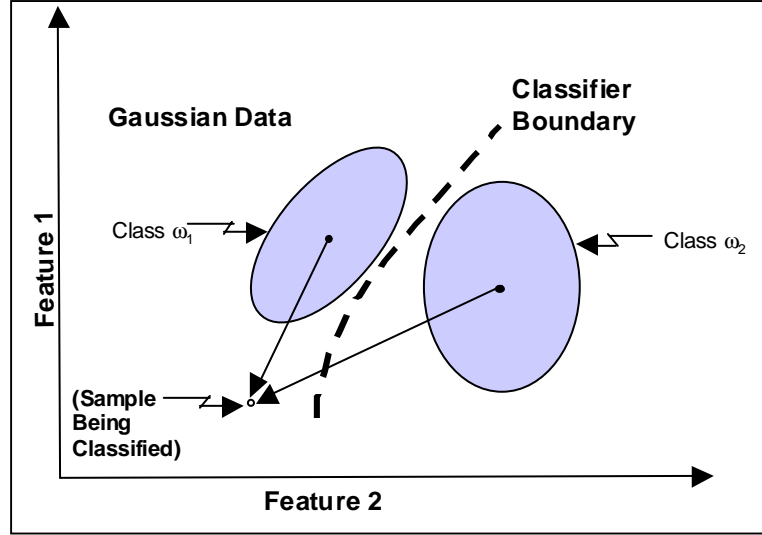 Gaussian Data
Classifier
Boundary
Class ω₁
Class ω₂
Feature 1
(Sample
Being
Classified)
Feature 2